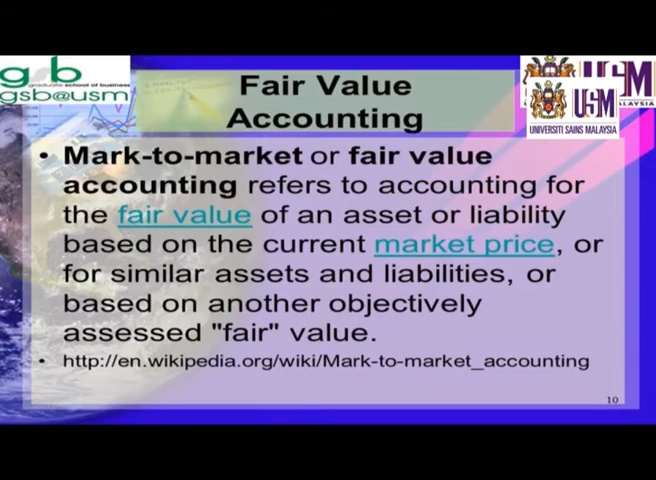 gsb
graduate school of business
gsb@usm
Fair Value
Accounting
USM
UNIVERSITI SAINS MALAYSIA
• Mark-to-market or fair value
accounting refers to accounting for
the fair value of an asset or liability
based on the current market price, or
for similar assets and liabilities, or
based on another objectively
assessed "fair" value.
• http://en.wikipedia.org/wiki/Mark-to-market_accounting
10